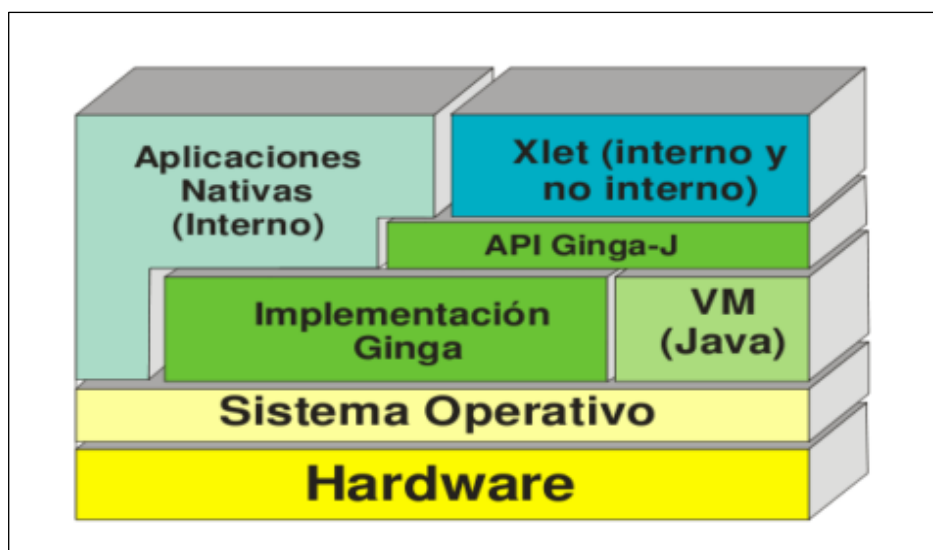 Aplicaciones
Nativas
(Interno)
Xlet (interno y
no interno)
API Ginga-J
Implementación
Ginga
VM
(Java)
Sistema Operativo
Hardware